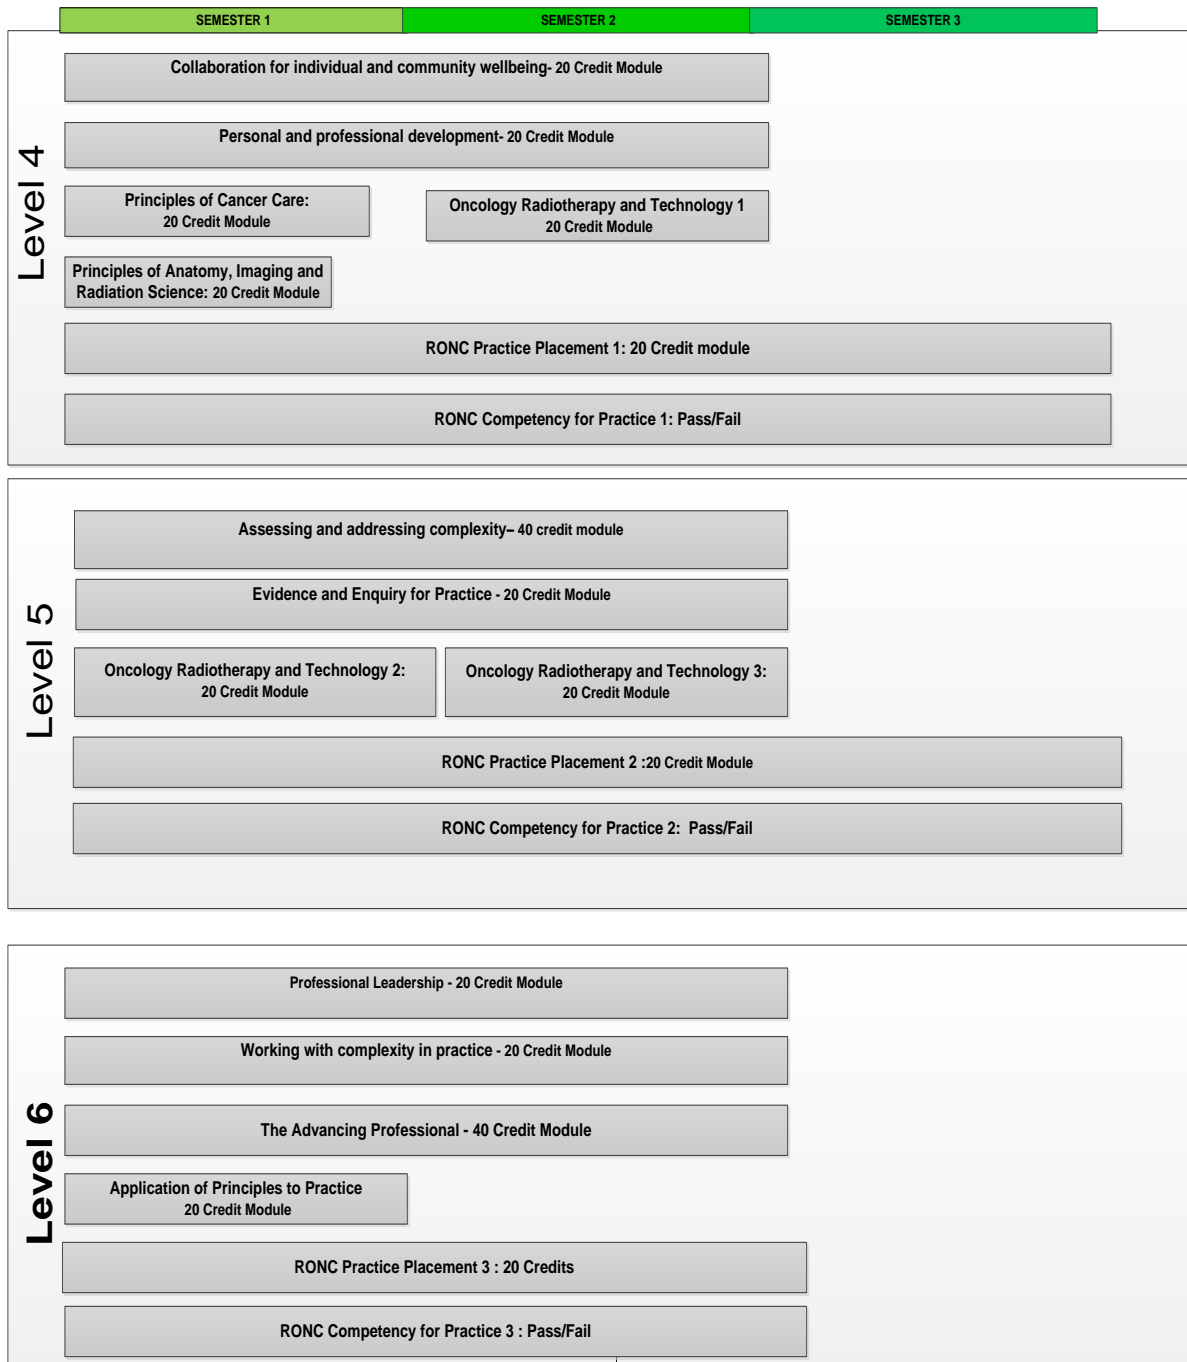 SEMESTER 1
SEMESTER 2
SEMESTER 3
Level 4
Collaboration for individual and community wellbeing- 20 Credit Module
Personal and professional development- 20 Credit Module
Principles of Cancer Care:
20 Credit Module
Oncology Radiotherapy and Technology 1
20 Credit Module
Principles of Anatomy, Imaging and
Radiation Science: 20 Credit Module
RONC Practice Placement 1: 20 Credit module
RONC Competency for Practice 1: Pass/Fail
Level 5
Assessing and addressing complexity– 40 credit module
Evidence and Enquiry for Practice - 20 Credit Module
Oncology Radiotherapy and Technology 2:
20 Credit Module
Oncology Radiotherapy and Technology 3:
20 Credit Module
RONC Practice Placement 2 :20 Credit Module
RONC Competency for Practice 2: Pass/Fail
Level 6
Professional Leadership - 20 Credit Module
Working with complexity in practice - 20 Credit Module
The Advancing Professional - 40 Credit Module
Application of Principles to Practice
20 Credit Module
RONC Practice Placement 3 : 20 Credits
RONC Competency for Practice 3 : Pass/Fail